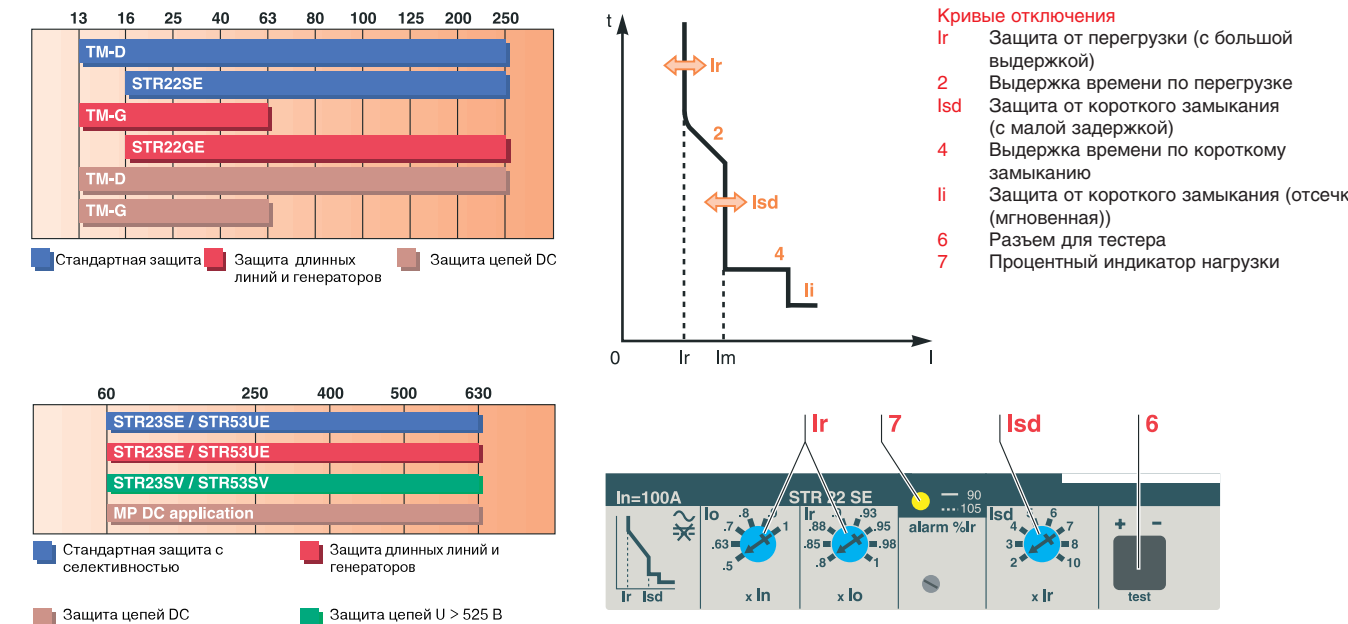 13 16 25 40 63 80 100 125 200 250
TM-D
STR22SE
TM-G
STR22GE
TM-D
TM-G
Стандартная защита
Защита длинных
линий и генераторов
Защита цепей DC
t
Ir
2
Isd
4
Ii
0
Ir
Im
I
Кривые отключения
Ir Защита от перегрузки (с большой
выдержкой)
2 Выдержка времени по перегрузке
Isd Защита от короткого замыкания
(с малой задержкой)
4 Выдержка времени по короткому
замыканию
Ii Защита от короткого замыкания (отсечк
(мгновенная))
6 Разъем для тестера
7 Процентный индикатор нагрузки
60 250 400 500 630
STR23SE / STR53UE
STR23SE / STR53UE
STR23SV / STR53SV
MP DC application
Стандартная защита с
селективностью
Защита длинных линий и
генераторов
Защита цепей DC
Защита цепей U > 525 В
Ir
7
Isd
6
In=100A
STR 22 SE
90
105
alarm %Ir
Ir Isd
Io
.5
.63
.7
.8
1
x In
Ir
.8
.85
.88
.93
.95
.98
1
x Io
Isd
2
3
4
6
7
8
10
x Ir
+ −
test